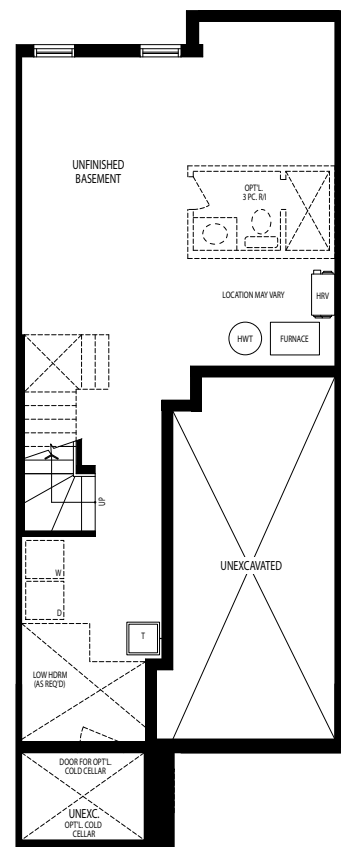 UNFINISHED
BASEMENT
OPT'L.
3 PC. R/I
LOCATION MAY VARY
HRV
HWT
FURNACE
UP
UNEXCAVATED
W
D
T
LOW HDRM
(AS REQ'D)
DOOR FOR OPT'L.
COLD CELLAR
UNEXC.
OPT'L. COLD
CELLAR